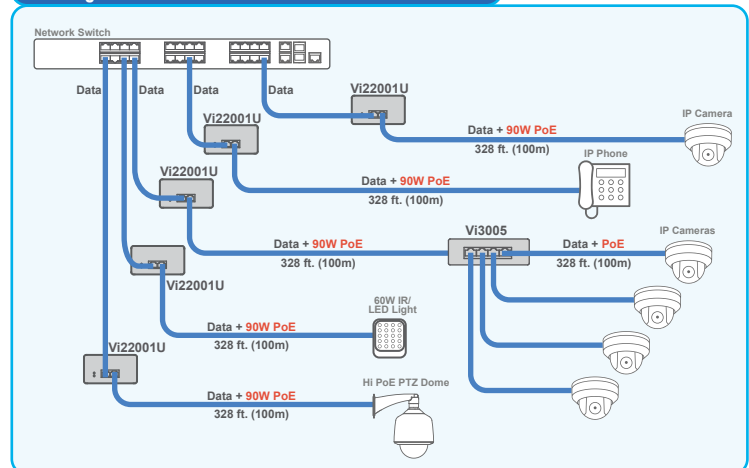 Network Switch
Data
Data
Data
Data
Vi22001U
Vi22001U
IP Camera
Data + 90W PoE
328 ft. (100m)
IP Phone
Vi22001U
Data + 90W PoE
328 ft. (100m)
Vi3005
IP Cameras
Data + 90W PoE
328 ft. (100m)
Data + PoE
328 ft. (100m)
Vi22001U
60W IR/
LED Light
Data + 90W PoE
328 ft. (100m)
Vi22001U
Hi PoE PTZ Dome
Data + 90W PoE
328 ft. (100m)